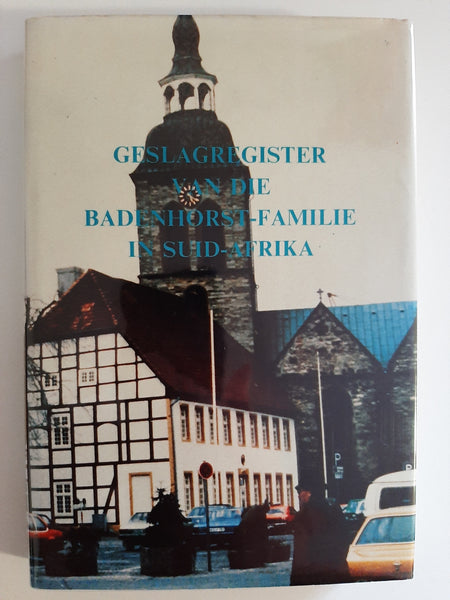 GESLAGREGISTER
VAN DIE
BADENHORST-FAMILIE
IN SUID-AFRIKA
P
P